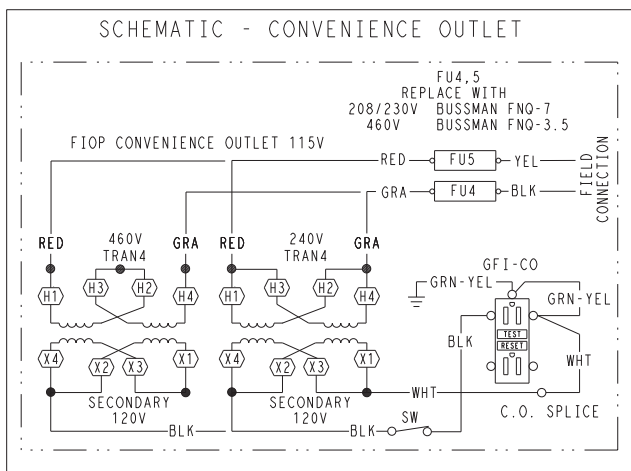 SCHEMATIC - CONVENIENCE OUTLET
FU4,5
REPLACE WITH
208/230V BUSSMAN FNQ-7
460V BUSSMAN FNQ-3.5
FIOP CONVENIENCE OUTLET 115V
RED FU5 YEL
GRA FU4 BLK
FIELD
CONNECTION
RED 460V GRA RED 240V GRA
TRAN4 TRAN4
H1 H3 H2 H4 H1 H3 H2 H4
GFI-CO
GRN-YEL
GRN-YEL
TEST
RESET
BLK
WHT
X4 X2 X3 X1 X4 X2 X3 X1
SECONDARY SECONDARY
120V 120V
WHT
C.O. SPLICE
BLK BLK SW